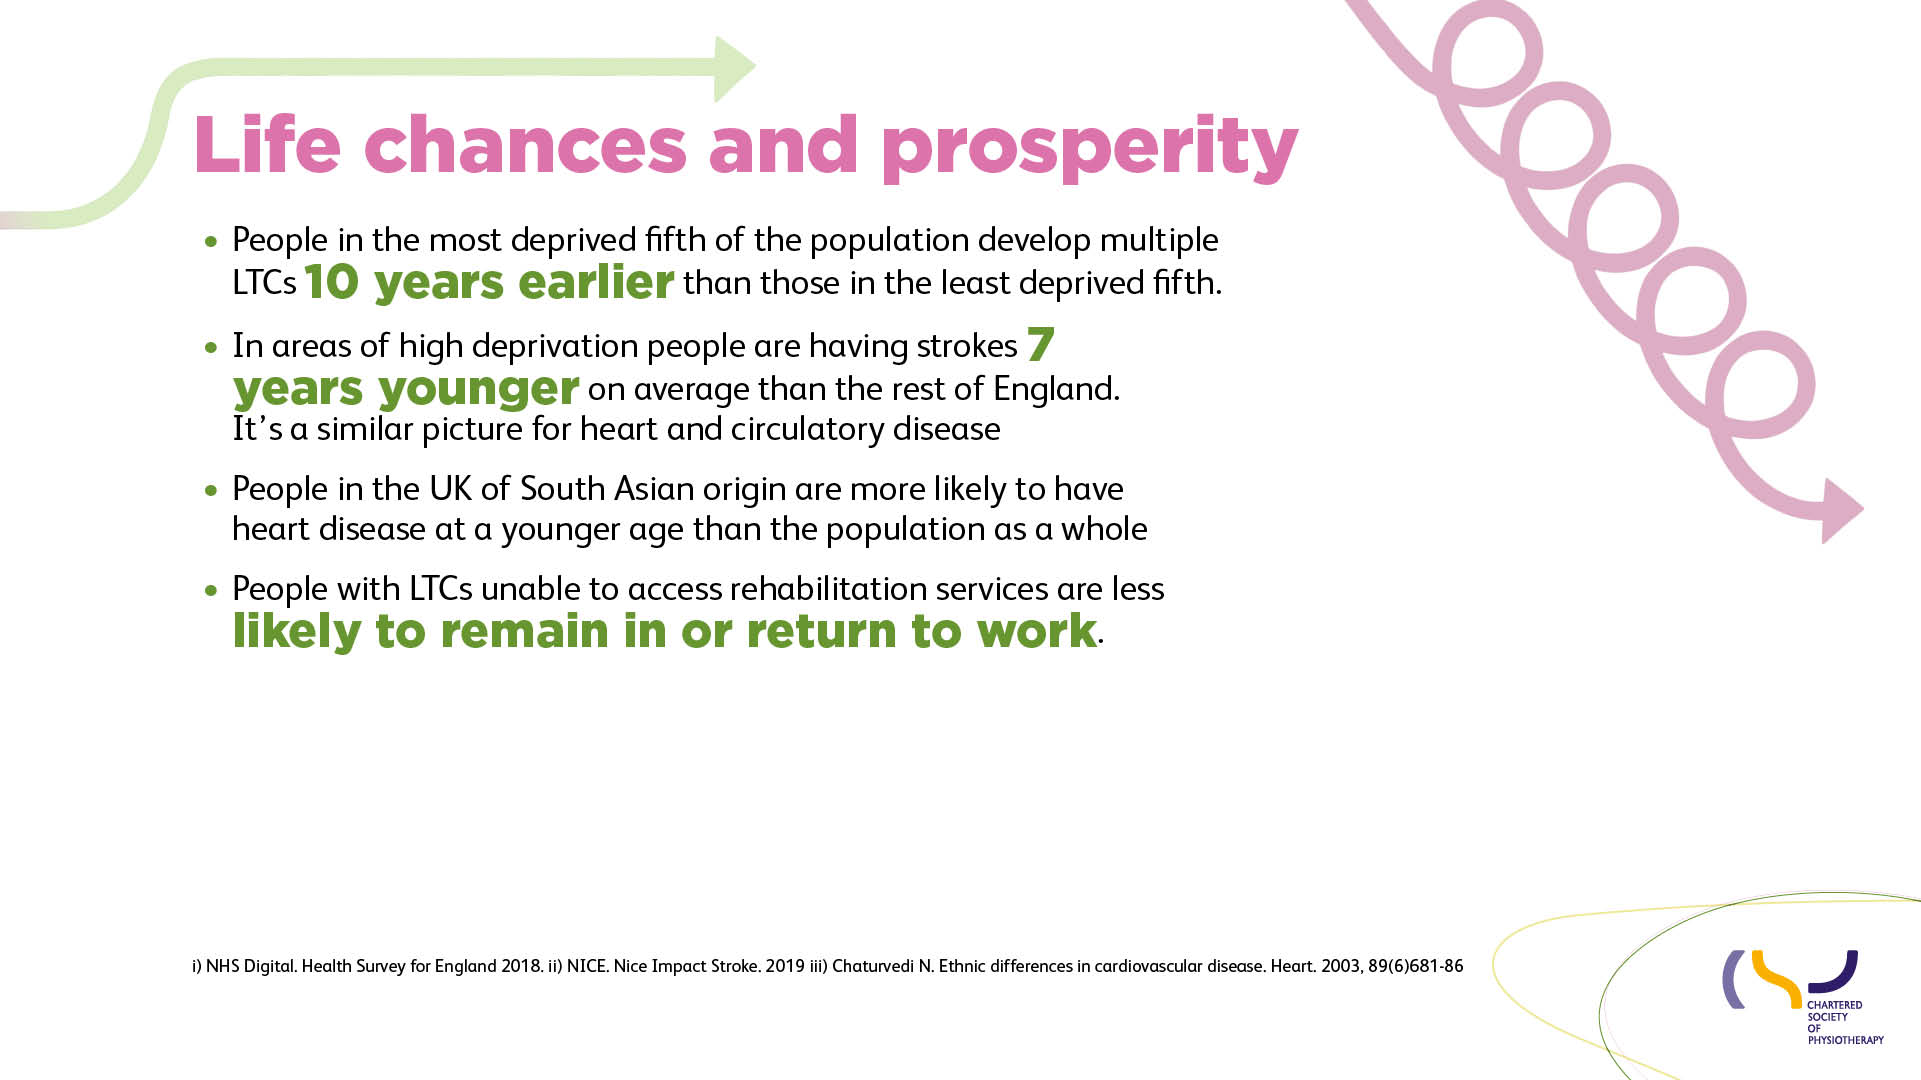 Life chances and prosperity
• People in the most deprived fifth of the population develop multiple
LTCs 10 years earlier than those in the least deprived fifth.
• In areas of high deprivation people are having strokes 7
years younger on average than the rest of England.
It’s a similar picture for heart and circulatory disease
• People in the UK of South Asian origin are more likely to have
heart disease at a younger age than the population as a whole
• People with LTCs unable to access rehabilitation services are less
likely to remain in or return to work.
i) NHS Digital. Health Survey for England 2018. ii) NICE. Nice Impact Stroke. 2019 iii) Chaturvedi N. Ethnic differences in cardiovascular disease. Heart. 2003, 89(6)681-86
CHARTERED
SOCIETY
OF
PHYSIOTHERAPY